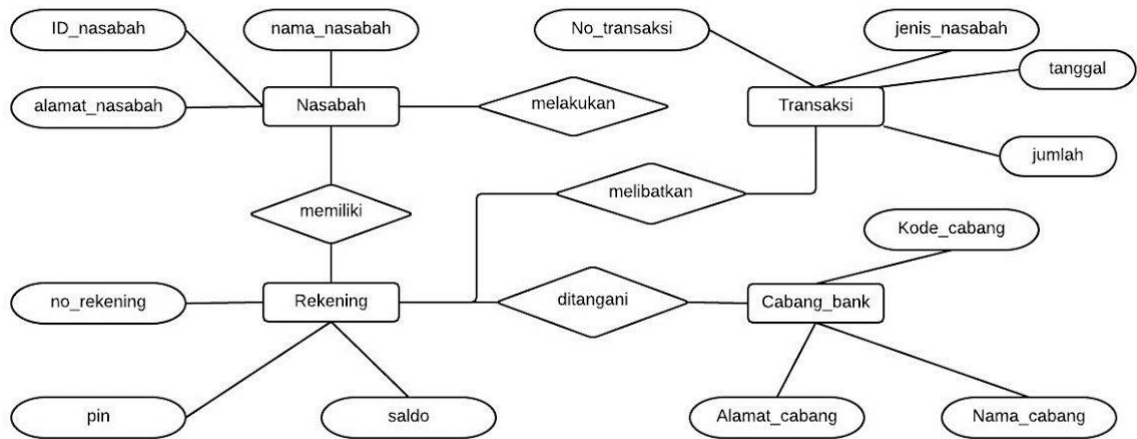 ID_nasabah
nama_nasabah
No_transaksi
jenis_nasabah
tanggal
alamat_nasabah
Nasabah
melakukan
Transaksi
jumlah
melibatkan
memiliki
Kode_cabang
no_rekening
Rekening
ditangani
Cabang_bank
pin
saldo
Alamat_cabang
Nama_cabang